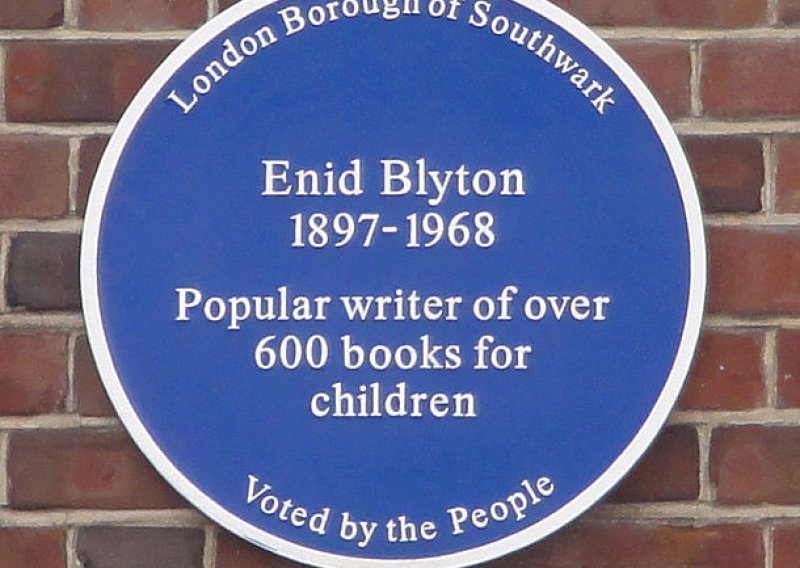 London Borough of Southwark
Enid Blyton
1897-1968
Popular writer of over
600 books for
children
Voted by the People